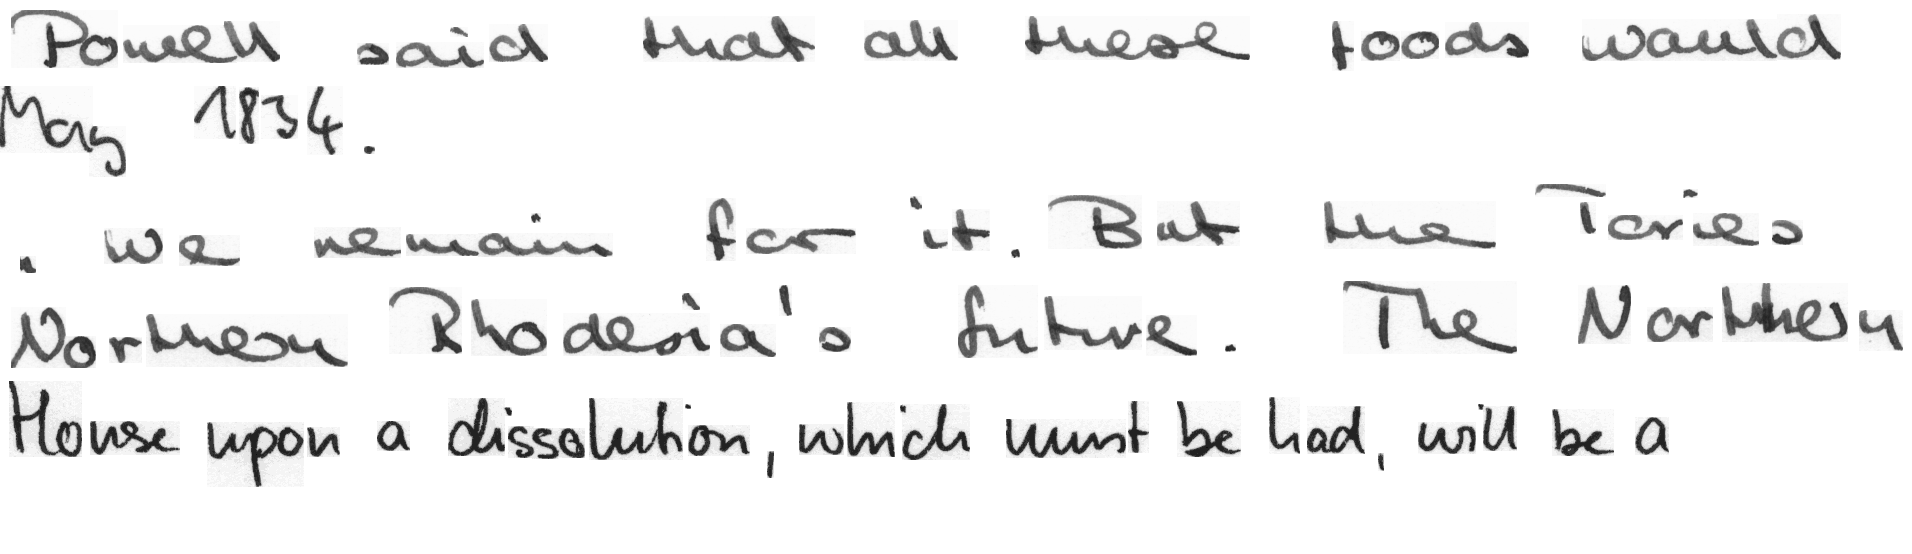 Powell said that all these foods would
May 1834.
, we remain for it. But the Tories
Northern Rhodesia's future. The Northern
House upon a dissolution, which must be had, will be a